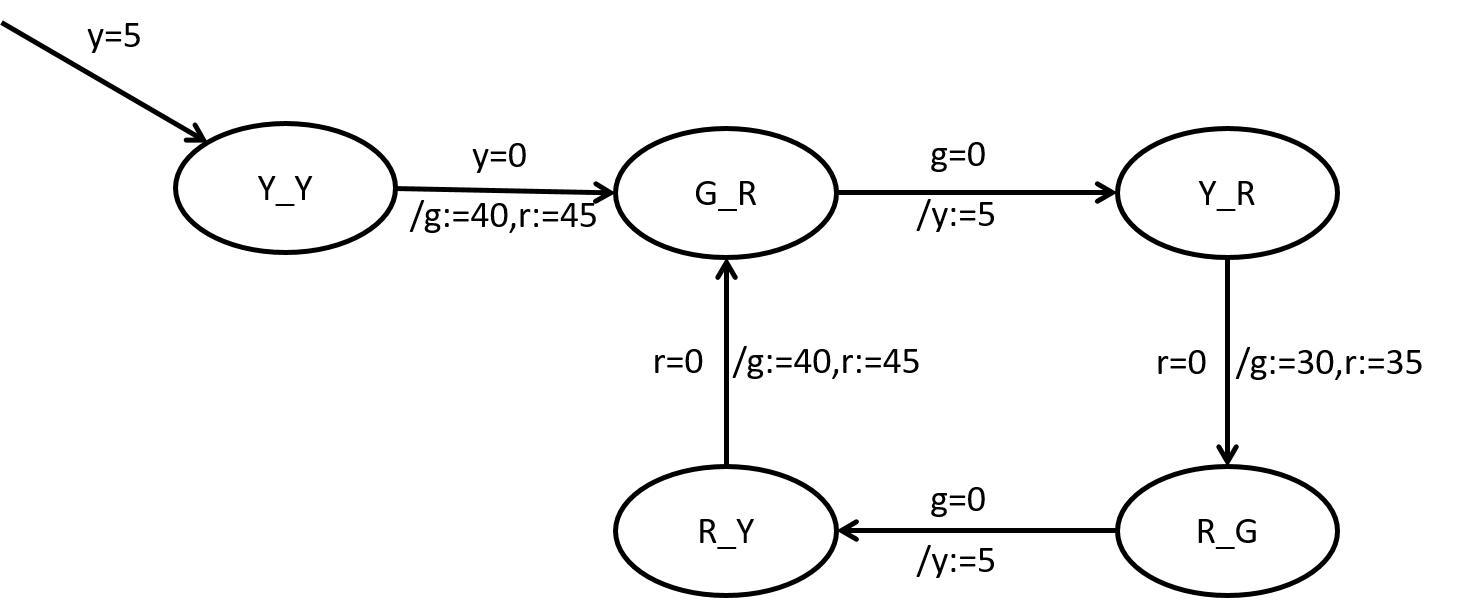 y=5
Y_Y
y=0
/g:=40,r:=45
G_R
g=0
/y:=5
Y_R
r=0 /g:=40,r:=45
r=0 /g:=30,r:=35
R_Y
g=0
/y:=5
R_G